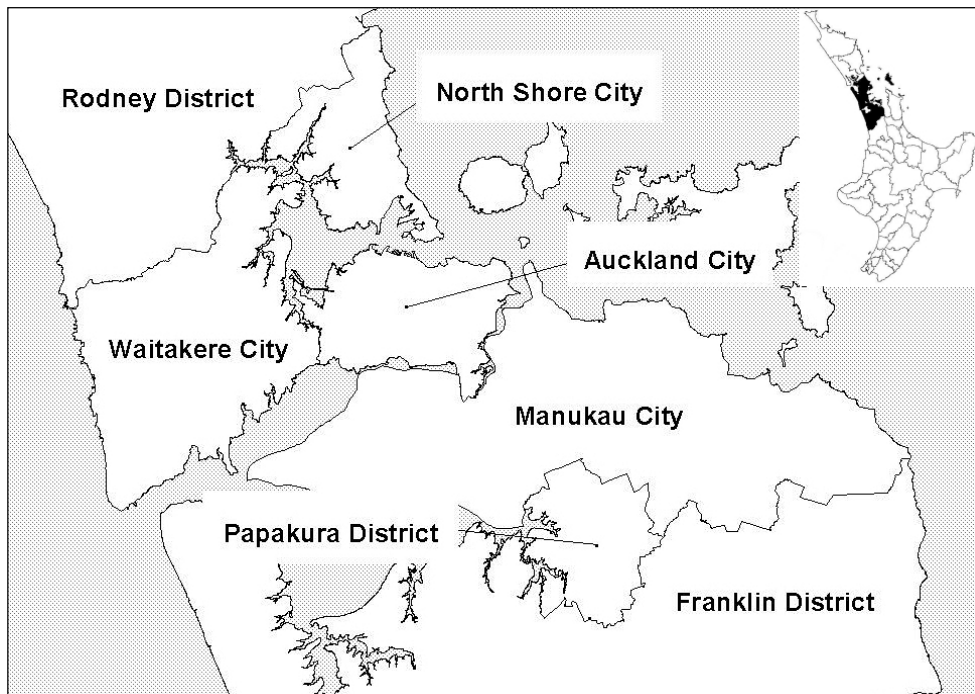 Rodney District
North Shore City
Auckland City
Waitakere City
Manukau City
Papakura District
Franklin District